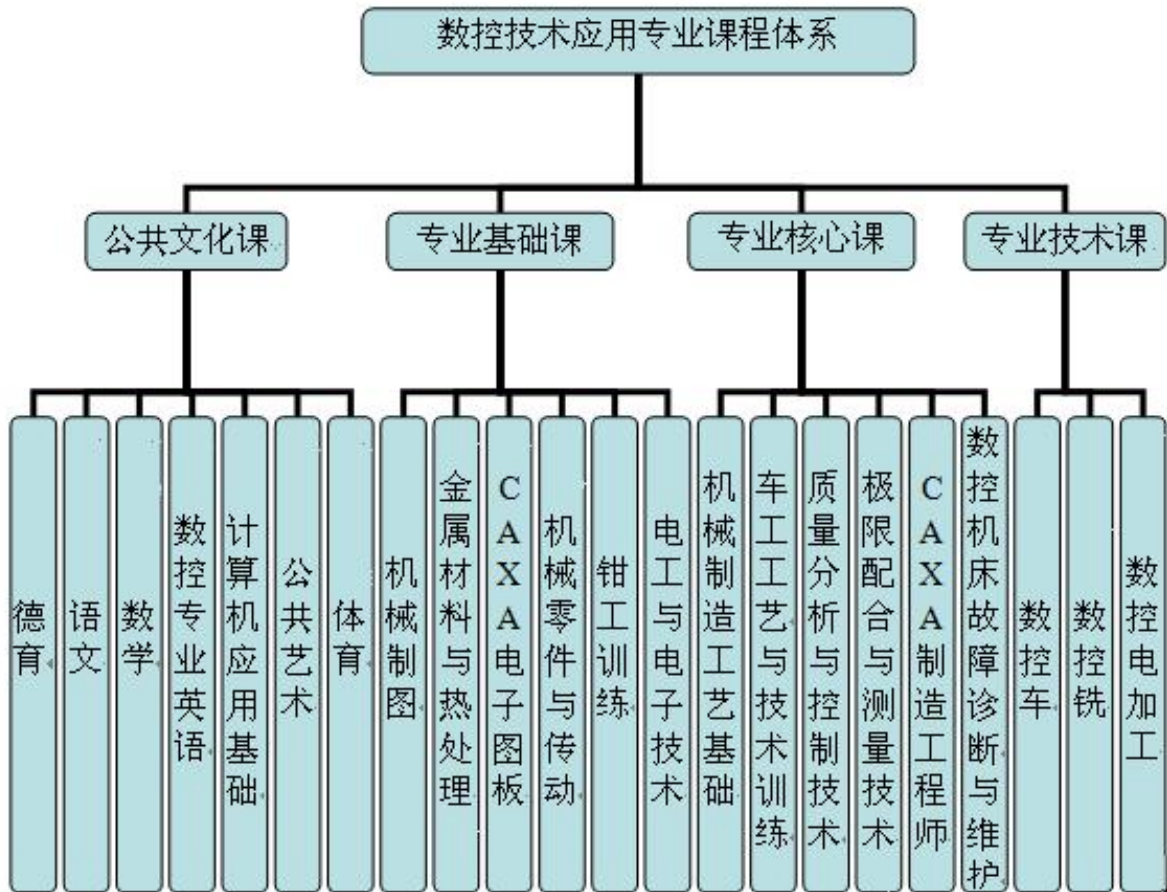 数控技术应用专业课程体系
公共文化课
专业基础课
专业核心课
专业技术课
德育
语文
数学
数控专业英语
计算机应用基础
公共艺术
体育
机械制图
金属材料与热处理
CAXA电子图板
机械零件与传动
钳工训练
电工与电子技术
机械制造工艺基础
车工工艺与技术训练
质量分析与控制技术
极限配合与测量技术
CAXA制造工程师
数控机床故障诊断与维护
数控车
数控铣
数控电加工